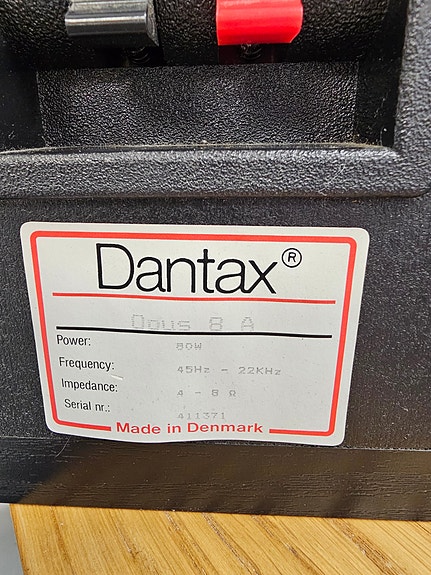 Dantax®
Opus 8 A
Power: 80W
Frequency: 45Hz - 22KHz
Impedance: 4 - 8 Ω
Serial nr.: 411371
Made in Denmark